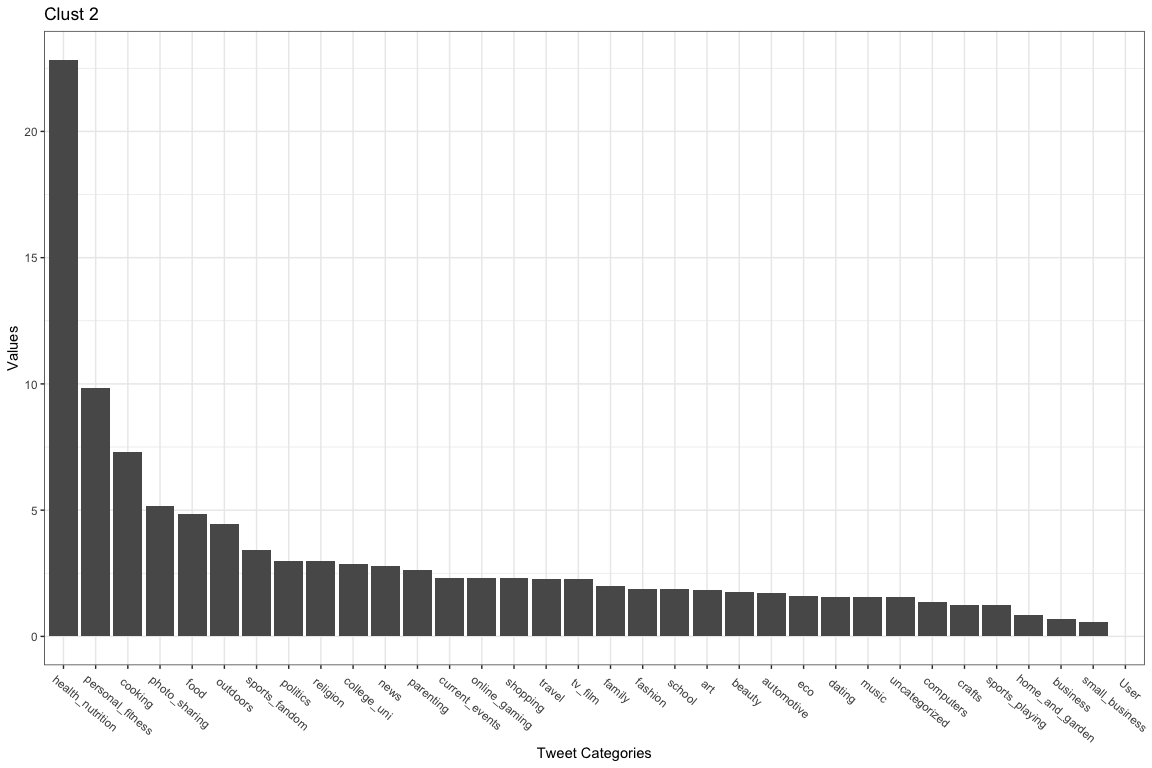 Clust 2
Values
20
15
10
5
0
health_nutrition
personal_fitness
cooking
photo_sharing
food
outdoors
sports_fandom
politics
religion
college_uni
news
parenting
current_events
online_gaming
shopping
travel
tv_film
family
fashion
school
art
beauty
automotive
eco
dating
music
uncategorized
computers
crafts
sports_playing
home_and_garden
business
small_business
User
Tweet Categories